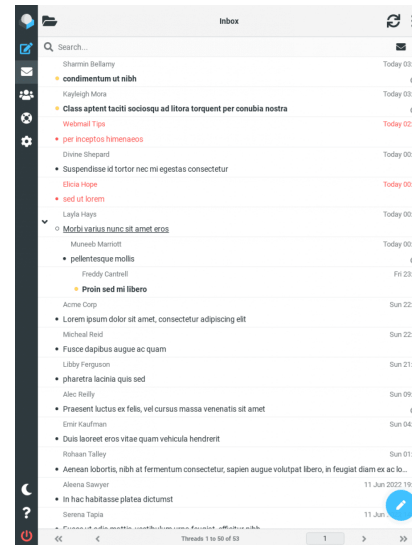 Inbox
Search...
Sharmin Bellamy Today 03:
condimentum ut nibh
Kayleigh Mora Today 03:
Class aptent taciti sociosqu ad litora torquent per conubia nostra
Webmail Tips Today 02:
per inceptos himenaeos
Divine Shepard Today 00:
Suspendisse id tortor nec mi egestas consectetur
Elicia Hope Today 00:
sed ut lorem
Layla Hays Today 00:
Morbi varius nunc sit amet eros
Muneeb Marriott Today 00:
pellentesque mollis
Freddy Cantrell Fri 23:
Proin sed mi libero
Acme Corp Sun 22:
Lorem ipsum dolor sit amet, consectetur adipiscing elit
Micheal Reid Sun 22:
Fusce dapibus augue ac quam
Libby Ferguson Sun 21:
pharetra lacinia quis sed
Alec Reilly Sun 09:
Praesent luctus ex felis, vel cursus massa venenatis sit amet
Emir Kaufman Sun 04:
Duis laoreet eros vitae quam vehicula hendrerit
Rohaan Talley Sun 01:
Aenean lobortis, nibh at fermentum consectetur, sapien augue volutpat libero, in feugiat diam ex ac lo...
Aleena Sawyer 11 Jun 2022 19:
In hac habitasse platea dictumst
Serena Tapia 11 Jun
Threads 1 to 50 of 53 1